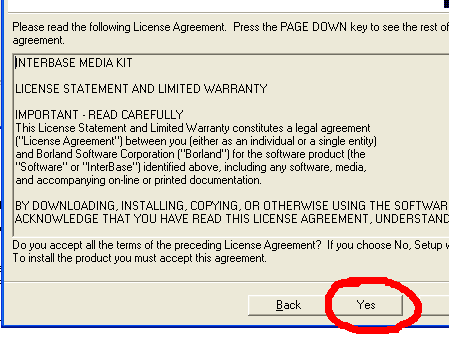 Please read the following License Agreement. Press the PAGE DOWN key to see the rest of
agreement.
INTERBASE MEDIA KIT
LICENSE STATEMENT AND LIMITED WARRANTY
IMPORTANT - READ CAREFULLY
This License Statement and Limited Warranty constitutes a legal agreement
("License Agreement") between you (either as an individual or a single entity)
and Borland Software Corporation ("Borland") for the software product (the
"Software" or "InterBase") identified above, including any software, media,
and accompanying on-line or printed documentation.
BY DOWNLOADING, INSTALLING, COPYING, OR OTHERWISE USING THE SOFTWAR
ACKNOWLEDGE THAT YOU HAVE READ THIS LICENSE AGREEMENT, UNDERSTAND
Do you accept all the terms of the preceding License Agreement? If you choose No, Setup w
To install the product you must accept this agreement.
Back
Yes